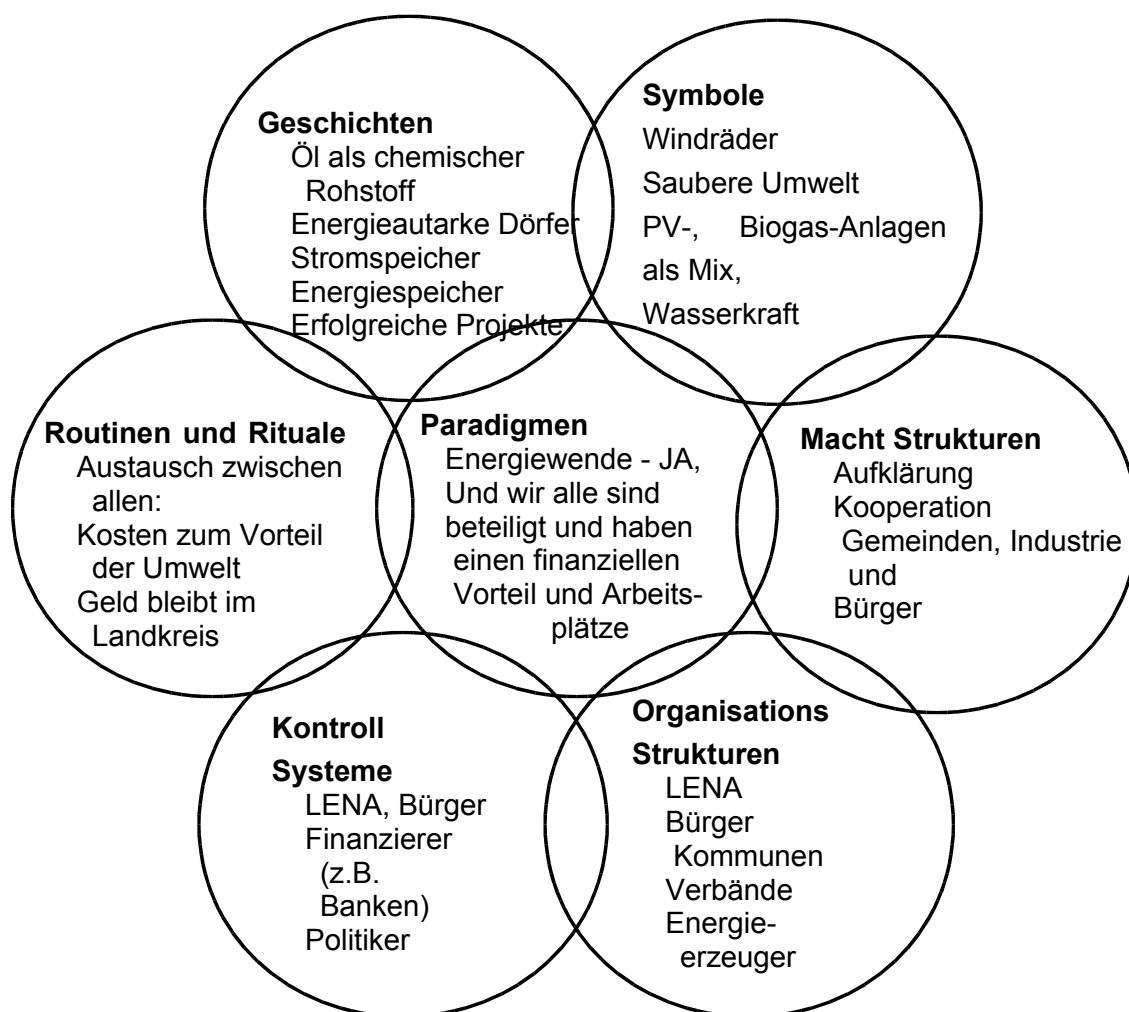 Geschichten
Öl als chemischer
Rohstoff
Energieautarke Dörfer
Stromspeicher
Energiespeicher
Erfolgreiche Projekte
Symbole
Windräder
Saubere Umwelt
PV-, Biogas-Anlagen
als Mix,
Wasserkraft
Routinen und Rituale
Austausch zwischen
allen:
Kosten zum Vorteil
der Umwelt
Geld bleibt im
Landkreis
Paradigmen
Energiewende - JA,
Und wir alle sind
beteiligt und haben
einen finanziellen
Vorteil und Arbeits-
plätze
Macht Strukturen
Aufklärung
Kooperation
Gemeinden, Industrie
und
Bürger
Kontroll
Systeme
LENA, Bürger
Finanzierer
(z.B.
Banken)
Politiker
Organisations
Strukturen
LENA
Bürger
Kommunen
Verbände
Energie-
erzeuger